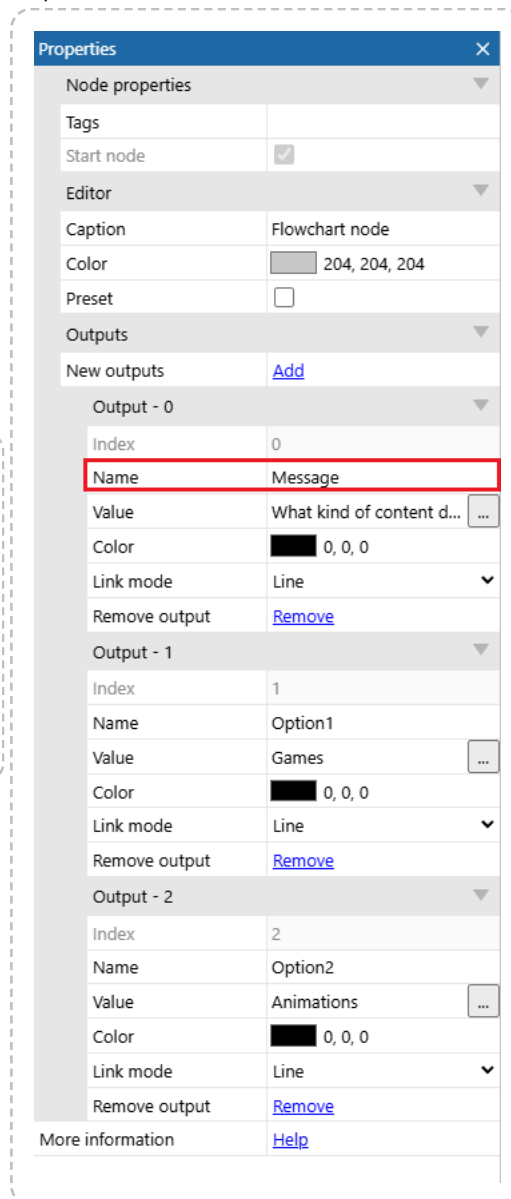 Properties
Node properties
Tags
Start node
Editor
Caption Flowchart node
Color 204, 204, 204
Preset
Outputs
New outputs Add
Output - 0
Index 0
Name Message
Value What kind of content d... ...
Color 0, 0, 0
Link mode Line
Remove output Remove
Output - 1
Index 1
Name Option1
Value Games ...
Color 0, 0, 0
Link mode Line
Remove output Remove
Output - 2
Index 2
Name Option2
Value Animations ...
Color 0, 0, 0
Link mode Line
Remove output Remove
More information Help